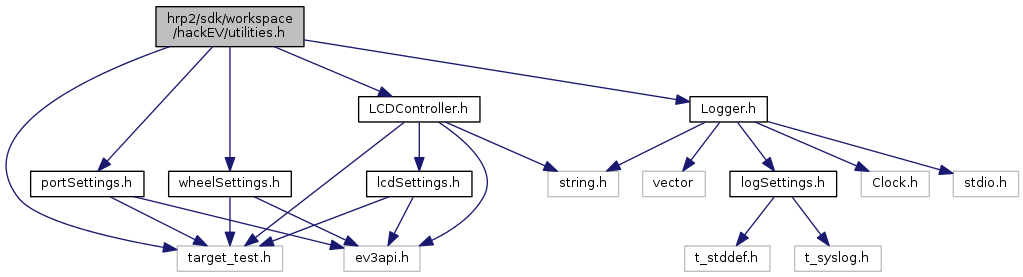 hrp2/sdk/workspace
/hackEV/utilities.h
LCDController.h
Logger.h
portSettings.h
wheelSettings.h
lcdSettings.h
string.h
vector
logSettings.h
Clock.h
stdio.h
target_test.h
ev3api.h
t_stddef.h
t_syslog.h